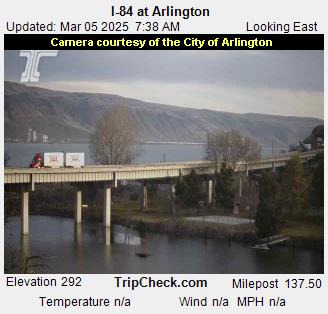 I-84 at Arlington
Updated: Mar 05 2025 7:38 AM Looking East
Camera courtesy of the City of Arlington
Elevation 292 TripCheck.com Milepost 137.50
Temperature n/a Wind n/a MPH n/a